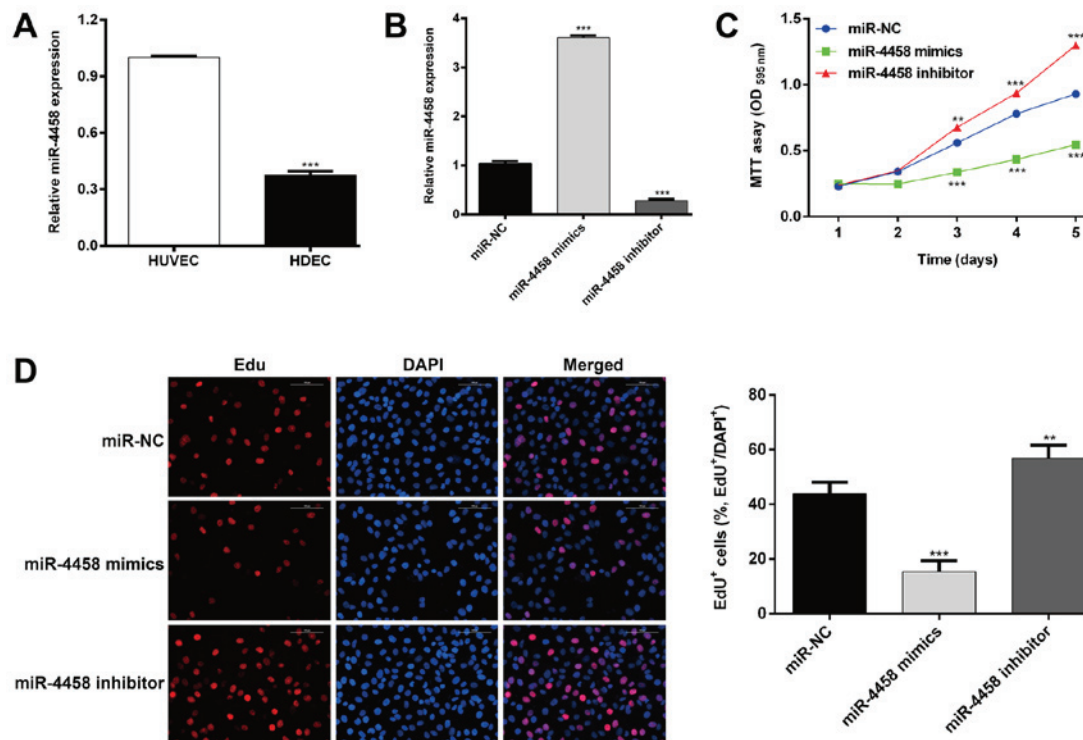 A
Relative miR-4458 expression
1.2
0.9
0.6
0.3
0.0
***
HUVEC
HDEC
B
Relative miR-4458 expression
4
3
2
1
0
***
***
miR-NC
miR-4458 mimics
miR-4458 inhibitor
C
miR-NC
miR-4458 mimics
miR-4458 inhibitor
MTT assay (OD 595 nm)
1.5
1.0
0.5
0.0
**
***
***
***
***
***
1
2
3
4
5
Time (days)
D
Edu
DAPI
Merged
miR-NC
miR-4458 mimics
miR-4458 inhibitor
EdU+ cells (%, EdU+/DAPI+)
80
60
40
20
0
***
**
miR-NC
miR-4458 mimics
miR-4458 inhibitor